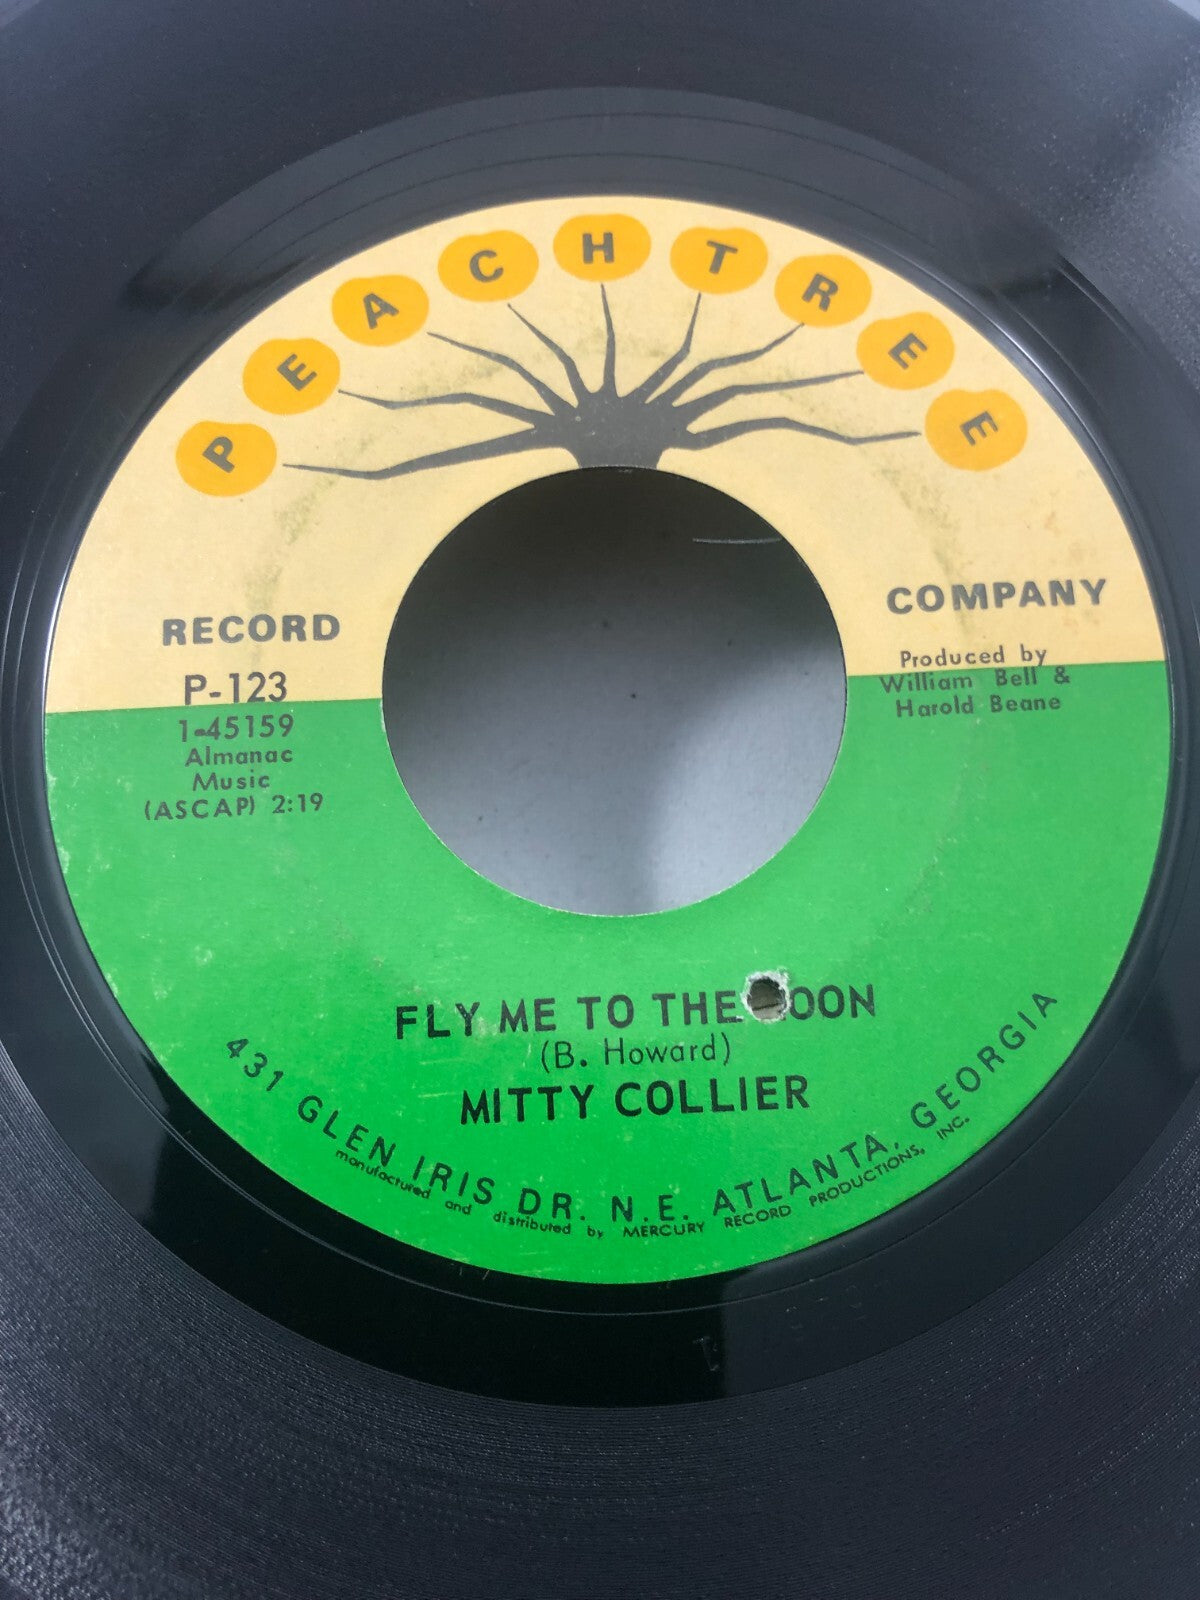 PEACHTREE
RECORD COMPANY
P-123
1-45159
Almanac
Music
(ASCAP) 2:19
Produced by
William Bell &
Harold Beane
FLY ME TO THE OON
(B. Howard)
MITTY COLLIER
431 GLEN IRIS DR. N.E. ATLANTA, GEORGIA
manufactured and distributed by MERCURY RECORD PRODUCTIONS, INC.